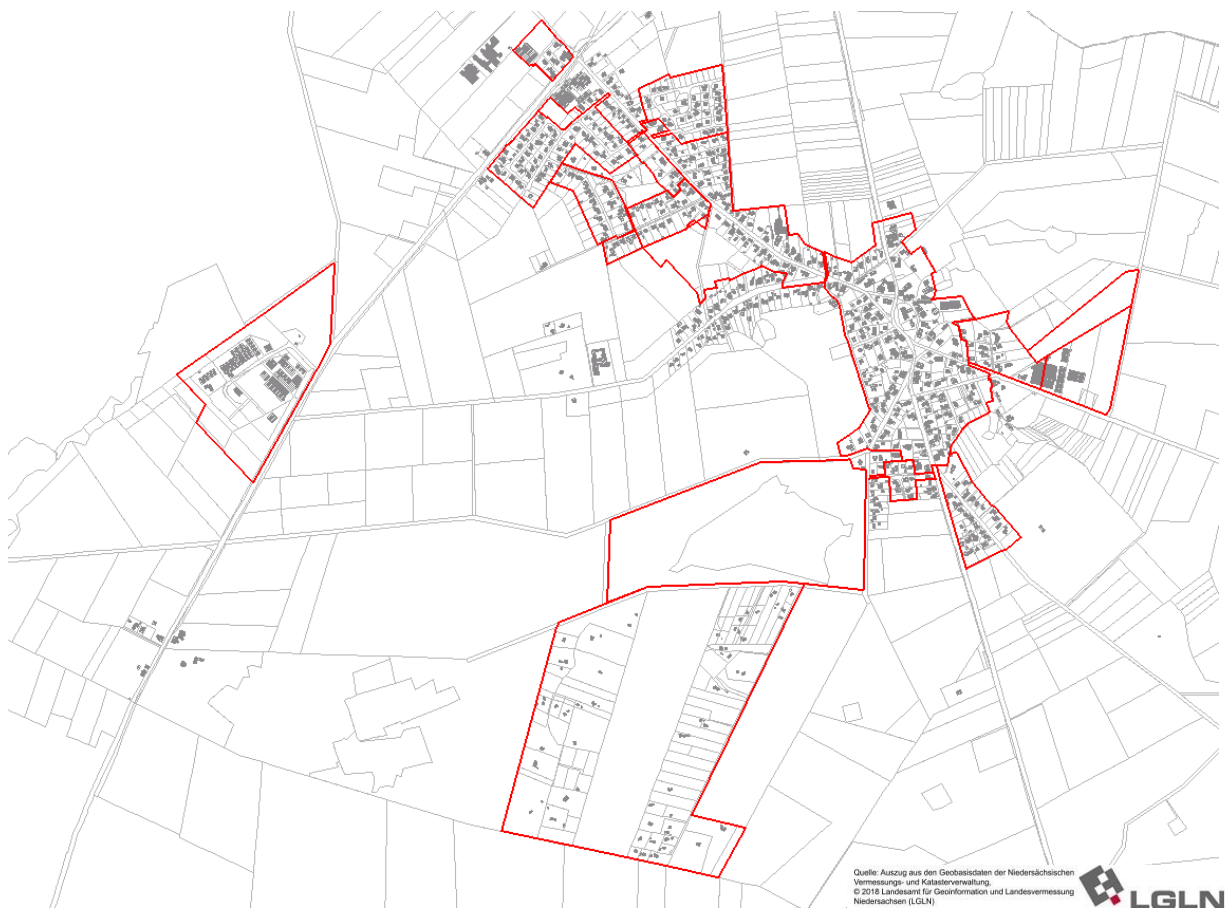 Quelle: Auszug aus den Geobasisdaten der Niedersächsischen
Vermessungs- und Katasterverwaltung,
© 2018 Landesamt für Geoinformation und Landesvermessung
Niedersachsen (LGLN)
LGLN